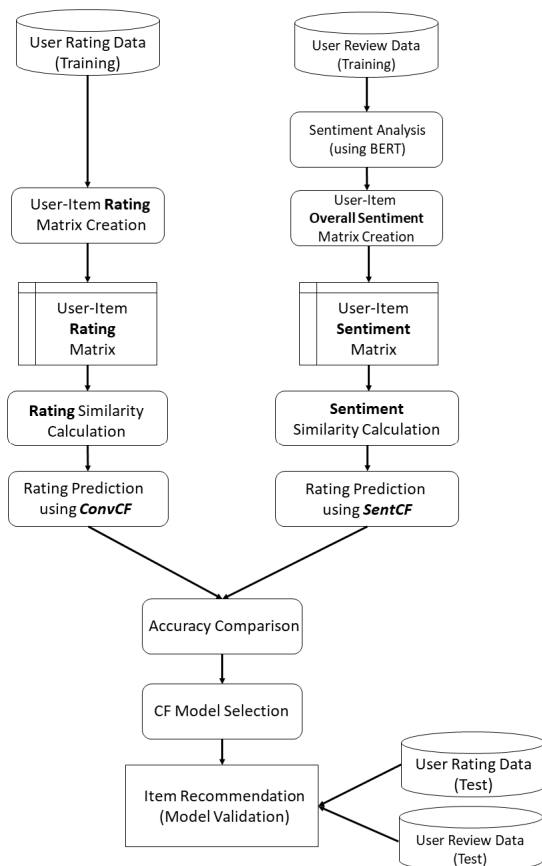 User Rating Data
(Training)
User Review Data
(Training)
Sentiment Analysis
(using BERT)
User-Item Rating
Matrix Creation
User-Item
Overall Sentiment
Matrix Creation
User-Item
Rating
Matrix
User-Item
Sentiment
Matrix
Rating Similarity
Calculation
Sentiment
Similarity Calculation
Rating Prediction
using ConvCF
Rating Prediction
using SentCF
Accuracy Comparison
CF Model Selection
Item Recommendation
(Model Validation)
User Rating Data
(Test)
User Review Data
(Test)